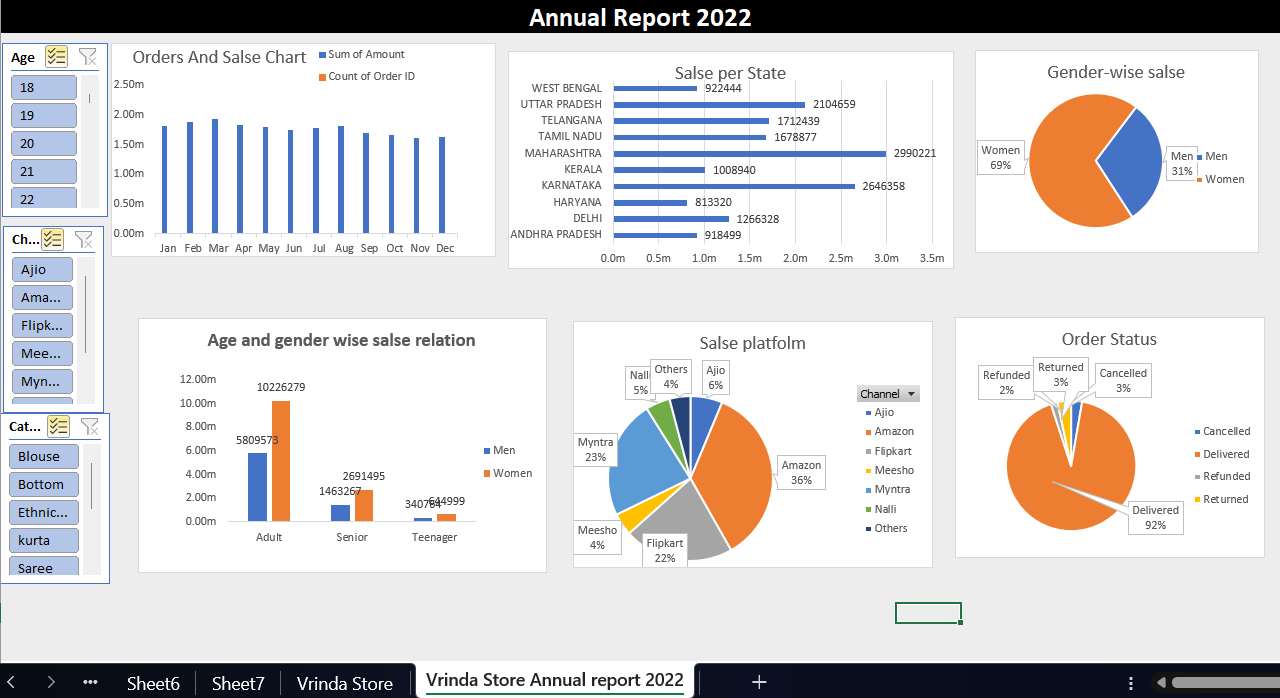 Annual Report 2022
Age
18
19
20
21
22
Ch...
Ajio
Ama...
Flipk...
Mee...
Myn...
Cat...
Blouse
Bottom
Ethnic...
kurta
Saree
Orders And Salse Chart
Sum of Amount
Count of Order ID
2.50m
2.00m
1.50m
1.00m
0.50m
0.00m
Jan Feb Mar Apr May Jun Jul Aug Sep Oct Nov Dec
Salse per State
WEST BENGAL 922444
UTTAR PRADESH 2104659
TELANGANA 1712439
TAMIL NADU 1678877
MAHARASHTRA 2990221
KERALA 1008940
KARNATAKA 2646358
HARYANA 813320
DELHI 1266328
ANDHRA PRADESH 918499
0.0m 0.5m 1.0m 1.5m 2.0m 2.5m 3.0m 3.5m
Gender-wise salse
Women
69%
Men
31%
Men
Women
Age and gender wise salse relation
12.00m
10.00m
8.00m
6.00m
4.00m
2.00m
0.00m
5809573
10226279
1463267
2691495
340764
644999
Adult Senior Teenager
Men
Women
Salse platfolm
Nalli
5%
Others
4%
Ajio
6%
Myntra
23%
Amazon
36%
Meesho
4%
Flipkart
22%
Channel
Ajio
Amazon
Flipkart
Meesho
Myntra
Nalli
Others
Order Status
Refunded
2%
Returned
3%
Cancelled
3%
Delivered
92%
Cancelled
Delivered
Refunded
Returned
Sheet6 Sheet7 Vrinda Store Vrinda Store Annual report 2022